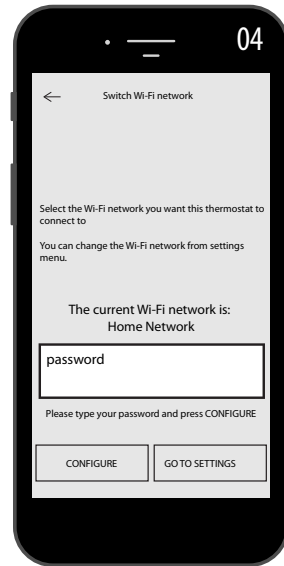 04
Switch Wi-Fi network
Select the Wi-Fi network you want this thermostat to
connect to
You can change the Wi-Fi network from settings
menu.
The current Wi-Fi network is:
Home Network
password
Please type your password and press CONFIGURE
CONFIGURE
GO TO SETTINGS